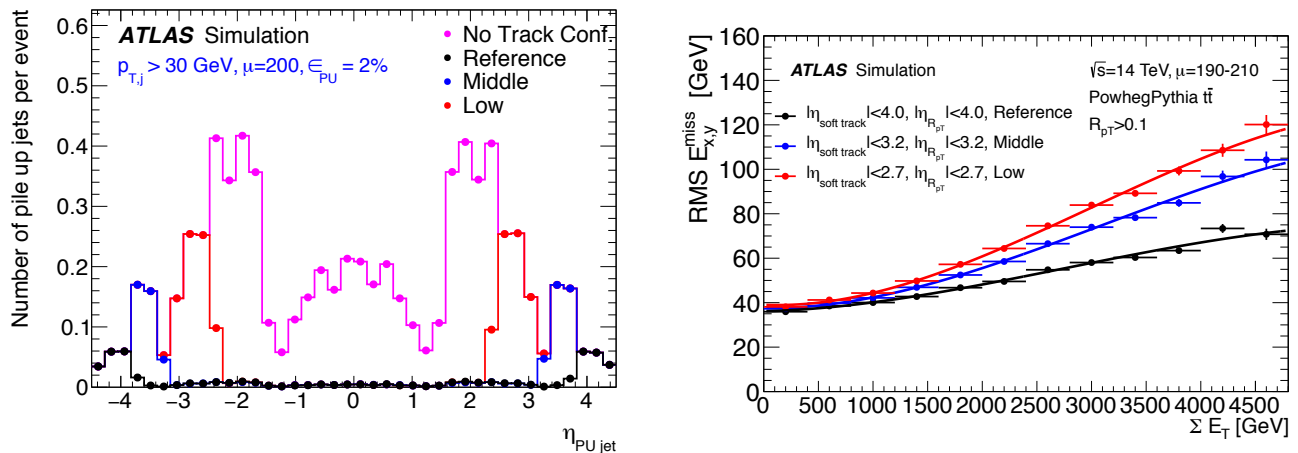 ATLAS Simulation
p_T,j > 30 GeV, μ=200, ∈_PU = 2%
No Track Conf.
Reference
Middle
Low
Number of pile up jets per event
0.6
0.5
0.4
0.3
0.2
0.1
0
−4 −3 −2 −1 0 1 2 3 4
η_PU jet
ATLAS Simulation
√s=14 TeV, μ=190-210
PowhegPythia tt̄
R_pT>0.1
|η_soft track|<4.0, |η_R_pT|<4.0, Reference
|η_soft track|<3.2, |η_R_pT|<3.2, Middle
|η_soft track|<2.7, |η_R_pT|<2.7, Low
RMS E^miss_x,y [GeV]
160
140
120
100
80
60
40
20
0
0 500 1000 1500 2000 2500 3000 3500 4000 4500
Σ E_T [GeV]